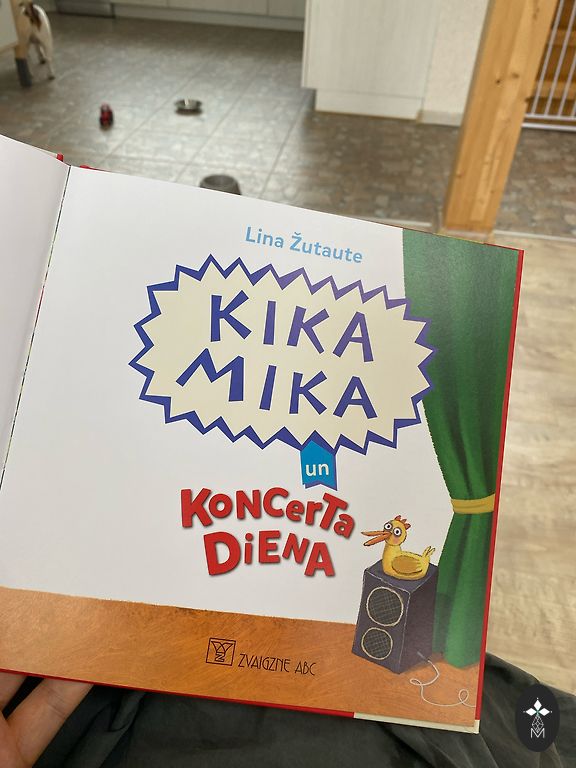 Lina Žutaute
KIKA
MIKA
un
KONCerTa
DiENA
ZVAIGZNE ABC
M